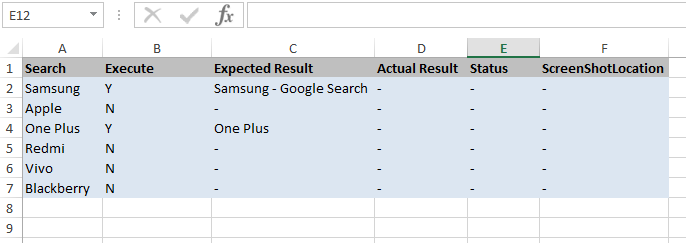 E12 fx
A B C D E F
1 Search Execute Expected Result Actual Result Status ScreenShotLocation
2 Samsung Y Samsung - Google Search - - -
3 Apple N - - - -
4 One Plus Y One Plus - - -
5 Redmi N - - - -
6 Vivo N - - - -
7 Blackberry N - - - -
8
9